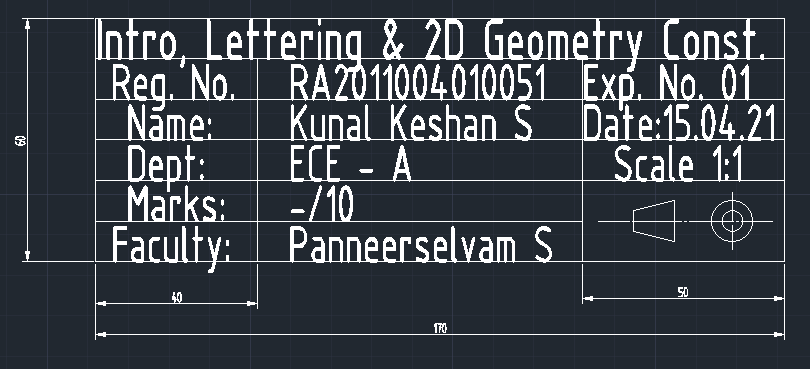 Intro, Lettering & 2D Geometry Const.
Reg. No. RA2011004010051 Exp. No. 01
Name: Kunal Keshan S Date:15.04.21
Dept: ECE - A Scale 1:1
Marks: -/10
Faculty: Panneerselvam S
60
40
50
170